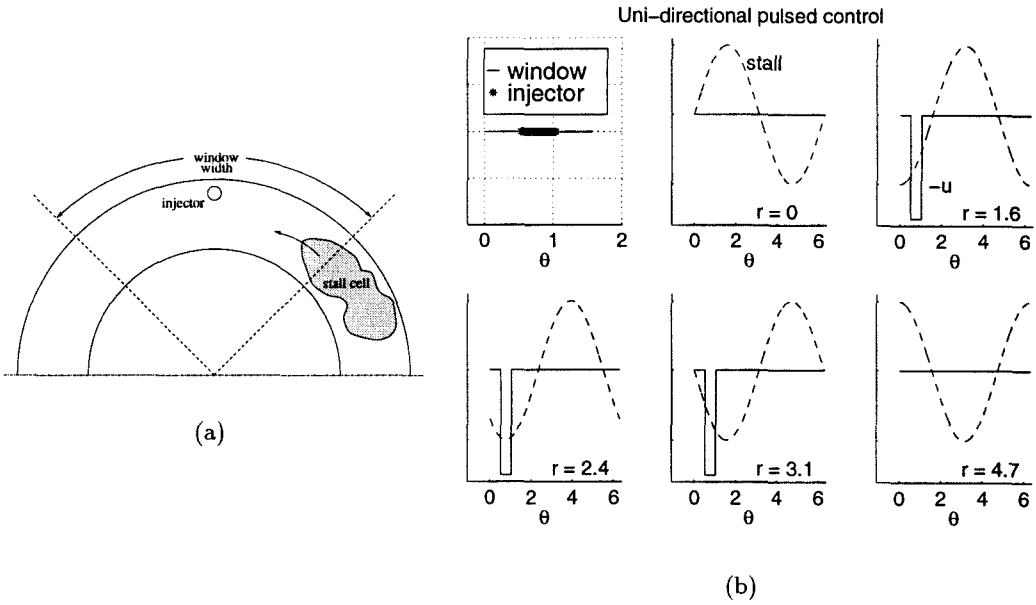 window
width
injector
stall cell
(a)
Uni-directional pulsed control
window
injector
0 1 2
θ
stall
r = 0
0 2 4 6
θ
-u
r = 1.6
0 2 4 6
θ
r = 2.4
0 2 4 6
θ
r = 3.1
0 2 4 6
θ
r = 4.7
0 2 4 6
θ
(b)